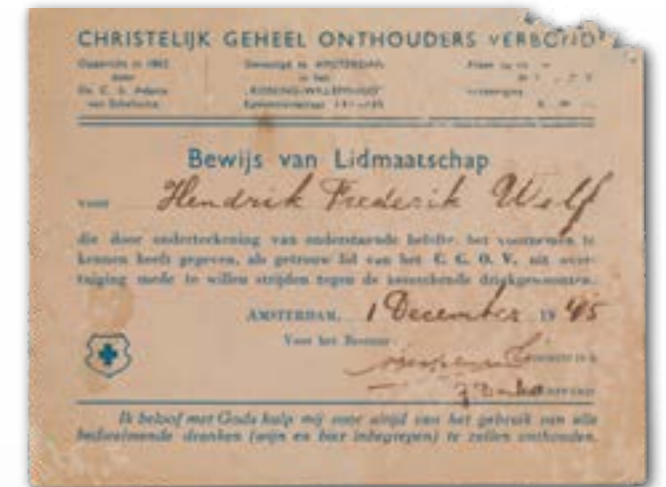 CHRISTELIJK GEHEEL ONTHOUDERS VERBOND
Opgericht in 1882
Gevestigd te AMSTERDAM
door
in het
Ds. C. S. Adama
"KONING-WILLEMHUIS"
van Scheltema
Bewijs van Lidmaatschap
voor Hendrik Frederik Wolf
die door onderteekening van onderstaande belofte, het voornemen te
kennen heeft gegeven, als getrouw lid van het C. G. O. V. uit over-
tuiging mede te willen strijden tegen de heerschende drinkgewoonten.
AMSTERDAM, 1 December 1945
Voor het Bestuur
Ik beloof met Gods hulp mij voor altijd van het gebruik van alle
bedwelmende dranken (wijn en bier inbegrepen) te zullen onthouden.